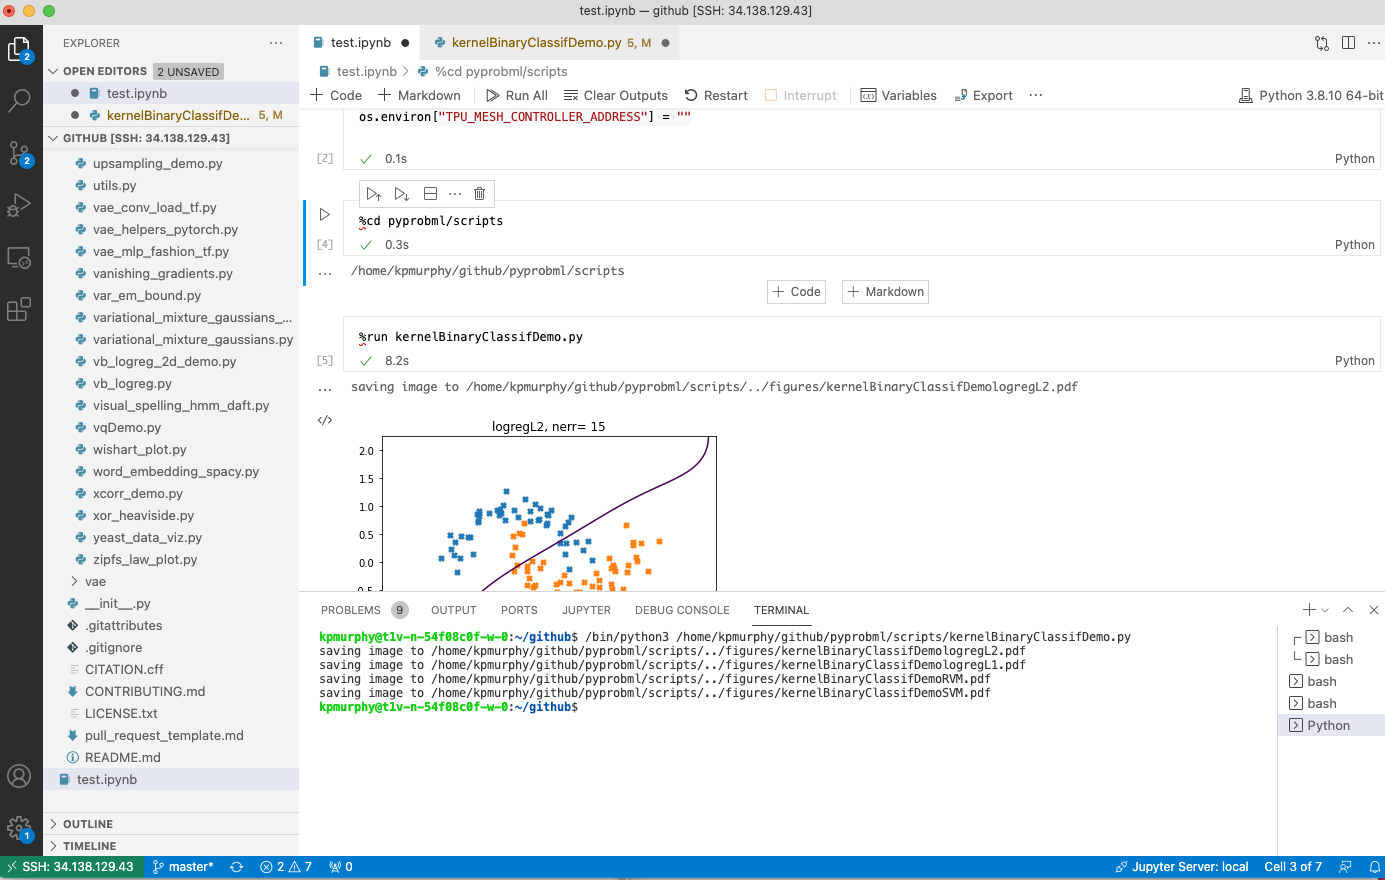 test.ipynb — github [SSH: 34.138.129.43]
EXPLORER
OPEN EDITORS 2 UNSAVED
test.ipynb
kernelBinaryClassifDe... 5, M
GITHUB [SSH: 34.138.129.43]
upsampling_demo.py
utils.py
vae_conv_load_tf.py
vae_helpers_pytorch.py
vae_mlp_fashion_tf.py
vanishing_gradients.py
var_em_bound.py
variational_mixture_gaussians_...
variational_mixture_gaussians.py
vb_logreg_2d_demo.py
vb_logreg.py
visual_spelling_hmm_daft.py
vqDemo.py
wishart_plot.py
word_embedding_spacy.py
xcorr_demo.py
xor_heaviside.py
yeast_data_viz.py
zipfs_law_plot.py
vae
__init__.py
.gitattributes
.gitignore
CITATION.cff
CONTRIBUTING.md
LICENSE.txt
pull_request_template.md
README.md
test.ipynb
OUTLINE
TIMELINE
2
2
1
test.ipynb
kernelBinaryClassifDemo.py 5, M
test.ipynb > %cd pyprobml/scripts
+ Code + Markdown Run All Clear Outputs Restart Interrupt Variables Export ... Python 3.8.10 64-bit
os.environ["TPU_MESH_CONTROLLER_ADDRESS"] = ""
[2] 0.1s Python
%cd pyprobml/scripts
[4] 0.3s Python
... /home/kpmurphy/github/pyprobml/scripts
+ Code + Markdown
%run kernelBinaryClassifDemo.py
[5] 8.2s Python
... saving image to /home/kpmurphy/github/pyprobml/scripts/../figures/kernelBinaryClassifDemologregL2.pdf
logregL2, nerr= 15
2.0
1.5
1.0
0.5
0.0
PROBLEMS 9 OUTPUT PORTS JUPYTER DEBUG CONSOLE TERMINAL
kpmurphy@t1v-n-54f08c0f-w-0:~/github$ /bin/python3 /home/kpmurphy/github/pyprobml/scripts/kernelBinaryClassifDemo.py
saving image to /home/kpmurphy/github/pyprobml/scripts/../figures/kernelBinaryClassifDemologregL2.pdf
saving image to /home/kpmurphy/github/pyprobml/scripts/../figures/kernelBinaryClassifDemologregL1.pdf
saving image to /home/kpmurphy/github/pyprobml/scripts/../figures/kernelBinaryClassifDemoRVM.pdf
saving image to /home/kpmurphy/github/pyprobml/scripts/../figures/kernelBinaryClassifDemoSVM.pdf
kpmurphy@t1v-n-54f08c0f-w-0:~/github$
bash
bash
bash
bash
Python
SSH: 34.138.129.43 master* 2 7 0 Jupyter Server: local Cell 3 of 7